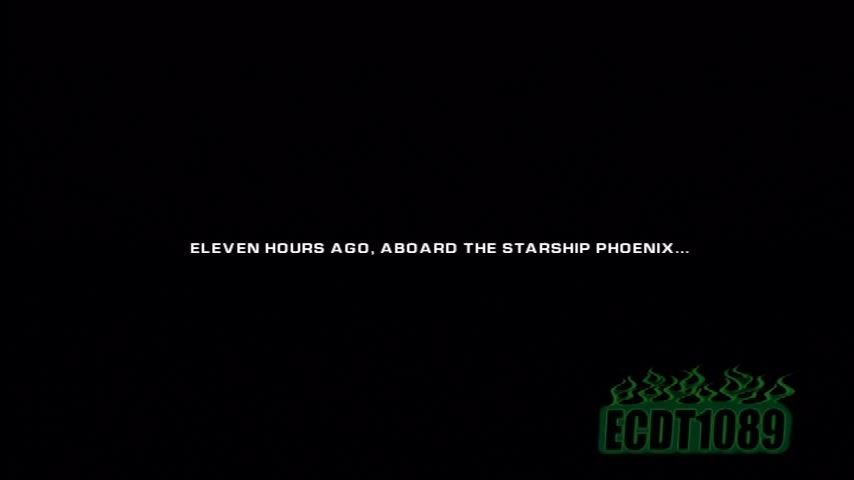 ELEVEN HOURS AGO, ABOARD THE STARSHIP PHOENIX...
ECDT1089